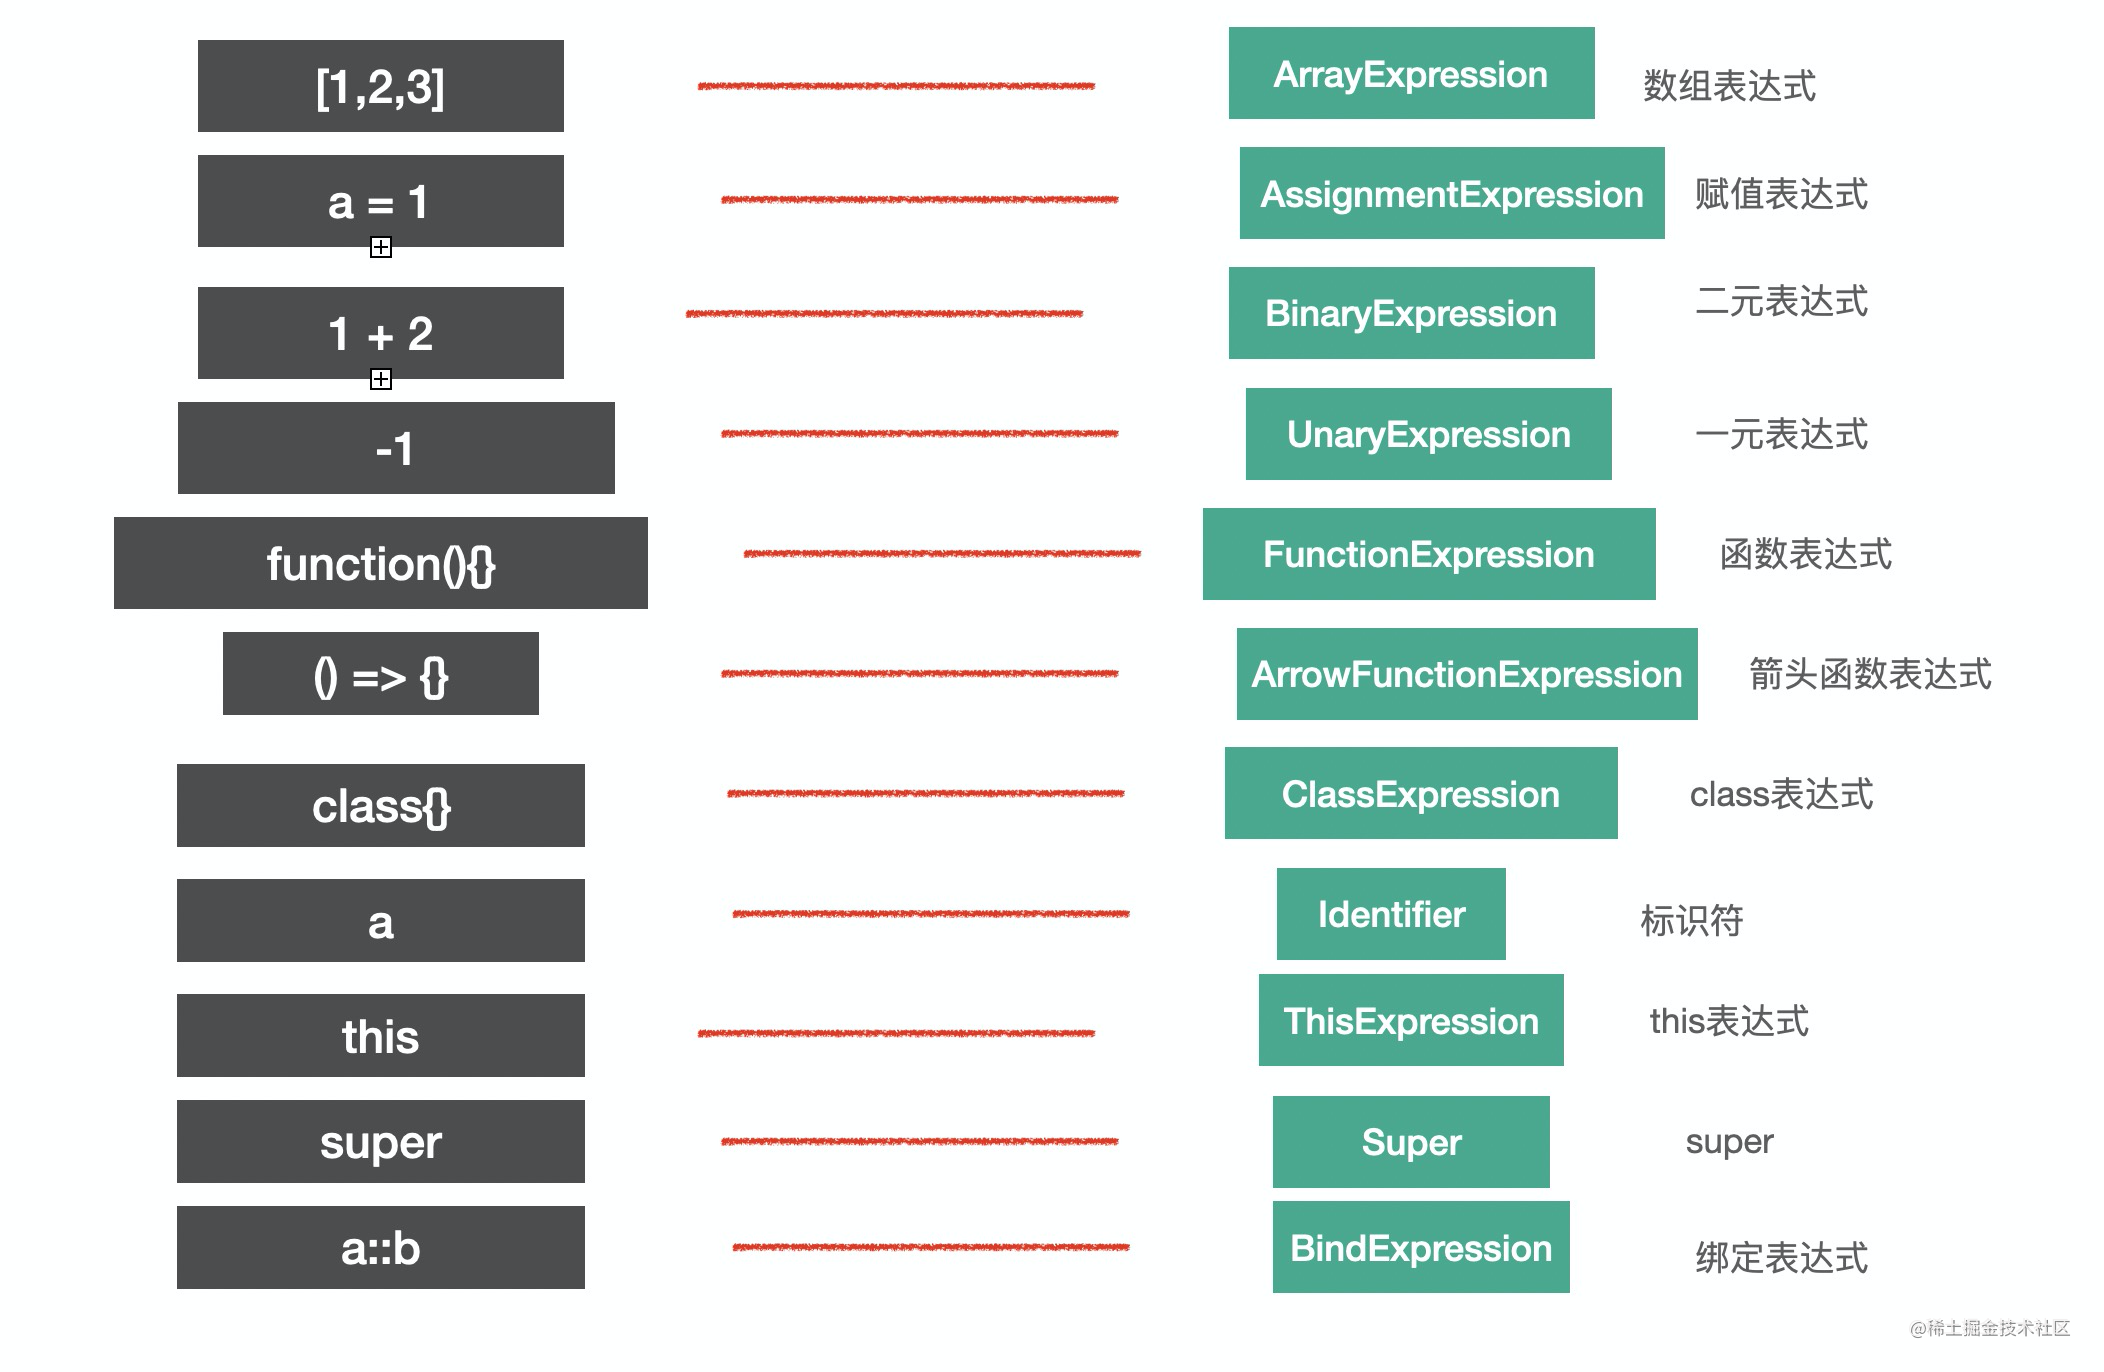 [1,2,3] ArrayExpression 数组表达式
a = 1 AssignmentExpression 赋值表达式
1 + 2 BinaryExpression 二元表达式
-1 UnaryExpression 一元表达式
function(){} FunctionExpression 函数表达式
() => {} ArrowFunctionExpression 箭头函数表达式
class{} ClassExpression class表达式
a Identifier 标识符
this ThisExpression this表达式
super Super super
a::b BindExpression 绑定表达式
@稀土掘金技术社区